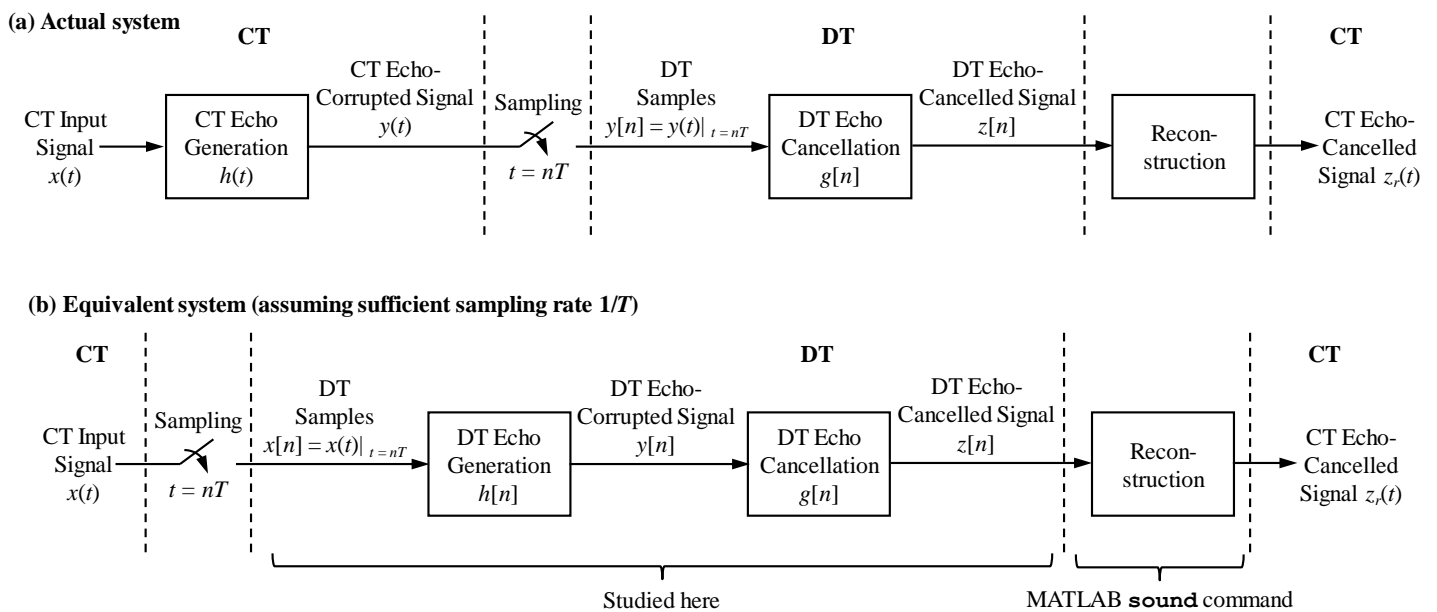 (a) Actual system
CT
DT
CT
CT Input
Signal
x(t)
CT Echo
Generation
h(t)
CT Echo-
Corrupted Signal
y(t)
Sampling
t = nT
DT
Samples
y[n] = y(t)| t = nT
DT Echo
Cancellation
g[n]
DT Echo-
Cancelled Signal
z[n]
Recon-
struction
CT Echo-
Cancelled
Signal zr(t)
(b) Equivalent system (assuming sufficient sampling rate 1/T)
CT
DT
CT
CT Input
Signal
x(t)
Sampling
t = nT
DT
Samples
x[n] = x(t)| t = nT
DT Echo
Generation
h[n]
DT Echo-
Corrupted Signal
y[n]
DT Echo
Cancellation
g[n]
DT Echo-
Cancelled Signal
z[n]
Recon-
struction
CT Echo-
Cancelled
Signal zr(t)
Studied here
MATLAB sound command